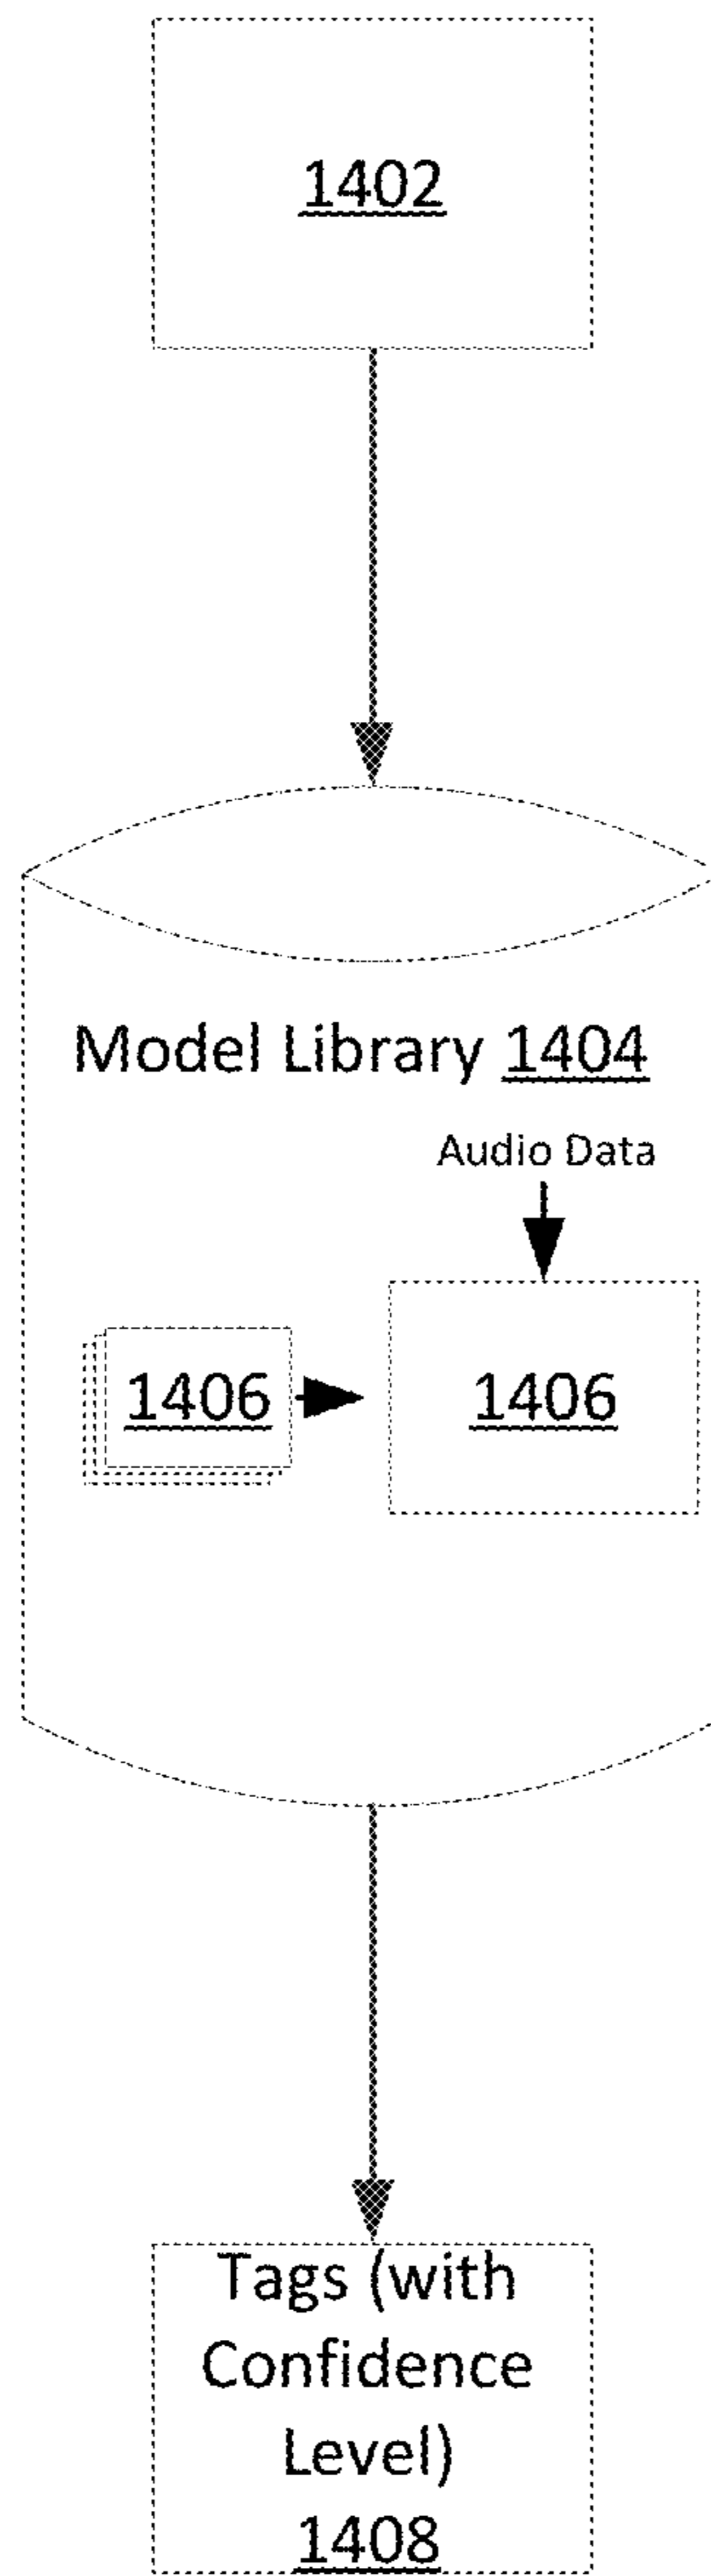 1402
Model Library 1404
Audio Data
1406
1406
Tags (with
Confidence
Level)
1408